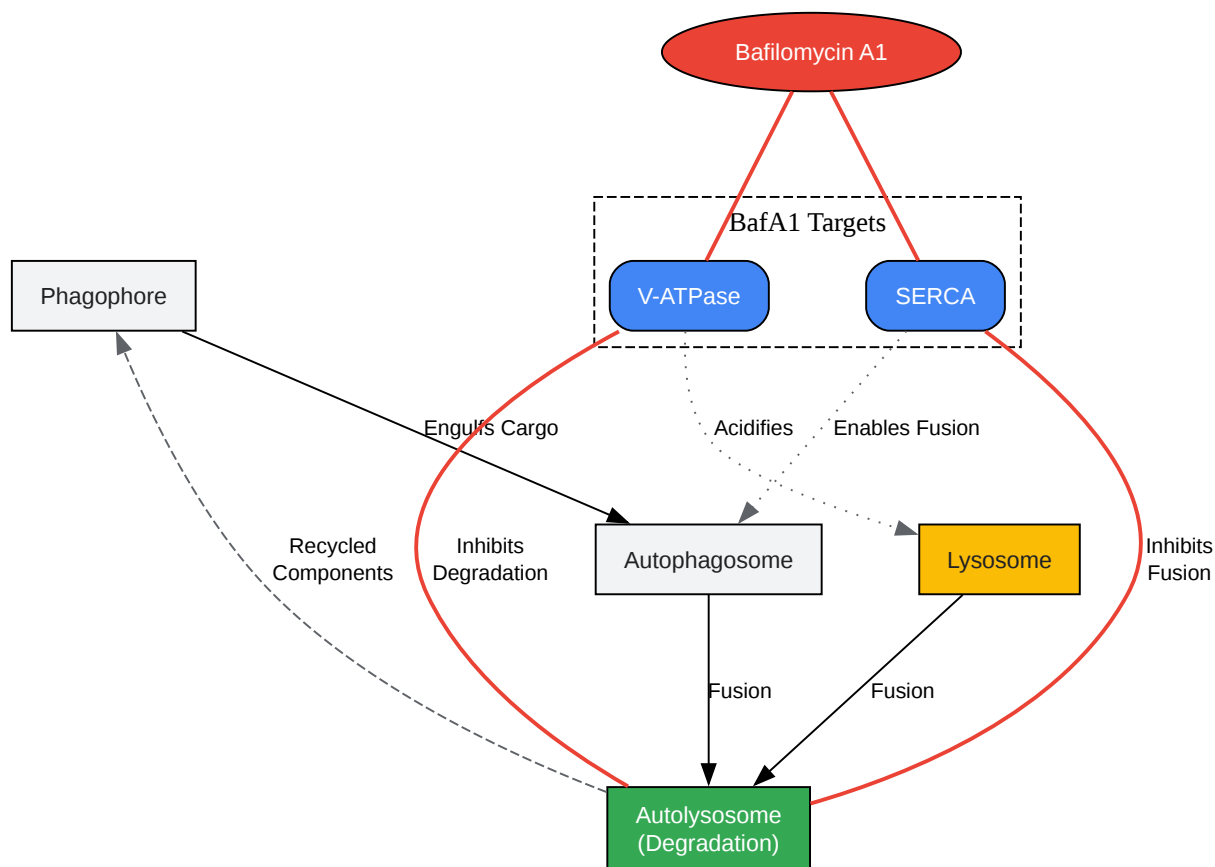 Bafilomycin A1
BafA1 Targets
Phagophore
V-ATPase
SERCA
Engulfs Cargo
Acidifies
Enables Fusion
Recycled
Components
Inhibits
Degradation
Autophagosome
Lysosome
Inhibits
Fusion
Fusion
Fusion
Autolysosome
(Degradation)